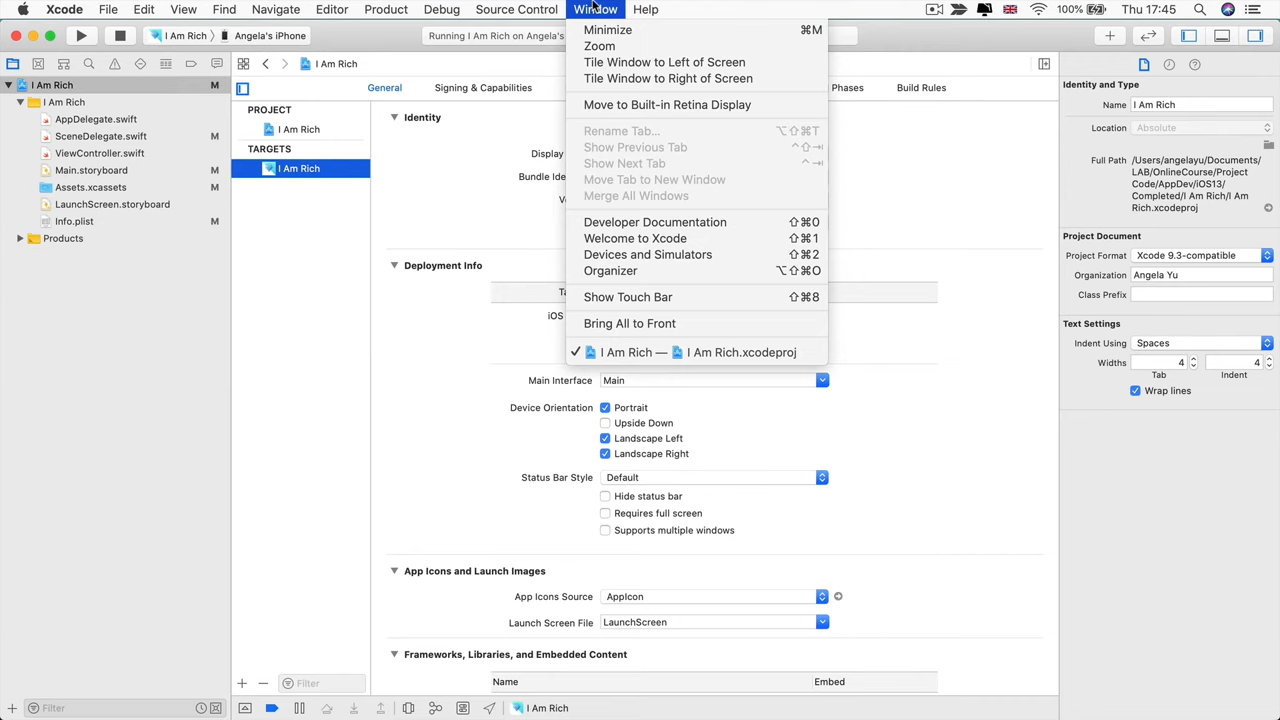 Xcode File Edit View Find Navigate Editor Product Debug Source Control Window Help 100% Thu 17:45
I Am Rich Angela's iPhone Running I Am Rich on Angela's
I Am Rich M
I Am Rich
AppDelegate.swift
SceneDelegate.swift M
ViewController.swift
Main.storyboard M
Assets.xcassets M
LaunchScreen.storyboard
Info.plist M
Products
Filter
I Am Rich
General Signing & Capabilities Phases Build Rules
PROJECT
I Am Rich
TARGETS
I Am Rich
Filter
Identity
Display
Bundle Ide
Ve
Deployment Info
Ta
iOS
Main Interface Main
Device Orientation Portrait
Upside Down
Landscape Left
Landscape Right
Status Bar Style Default
Hide status bar
Requires full screen
Supports multiple windows
App Icons and Launch Images
App Icons Source AppIcon
Launch Screen File LaunchScreen
Frameworks, Libraries, and Embedded Content
Name Embed
I Am Rich
Minimize ⌘M
Zoom
Tile Window to Left of Screen
Tile Window to Right of Screen
Move to Built-in Retina Display
Rename Tab... ⌥⇧⌘T
Show Previous Tab ^⇧⇥
Show Next Tab ^⇥
Move Tab to New Window
Merge All Windows
Developer Documentation ⇧⌘0
Welcome to Xcode ⇧⌘1
Devices and Simulators ⇧⌘2
Organizer ⌥⇧⌘O
Show Touch Bar ⇧⌘8
Bring All to Front
✓ I Am Rich — I Am Rich.xcodeproj
Identity and Type
Name I Am Rich
Location Absolute
Full Path /Users/angelayu/Documents/
LAB/OnlineCourse/Project
Code/AppDev/iOS13/
Completed/I Am Rich/I Am
Rich.xcodeproj
Project Document
Project Format Xcode 9.3-compatible
Organization Angela Yu
Class Prefix
Text Settings
Indent Using Spaces
Widths 4 4
Tab Indent
Wrap lines